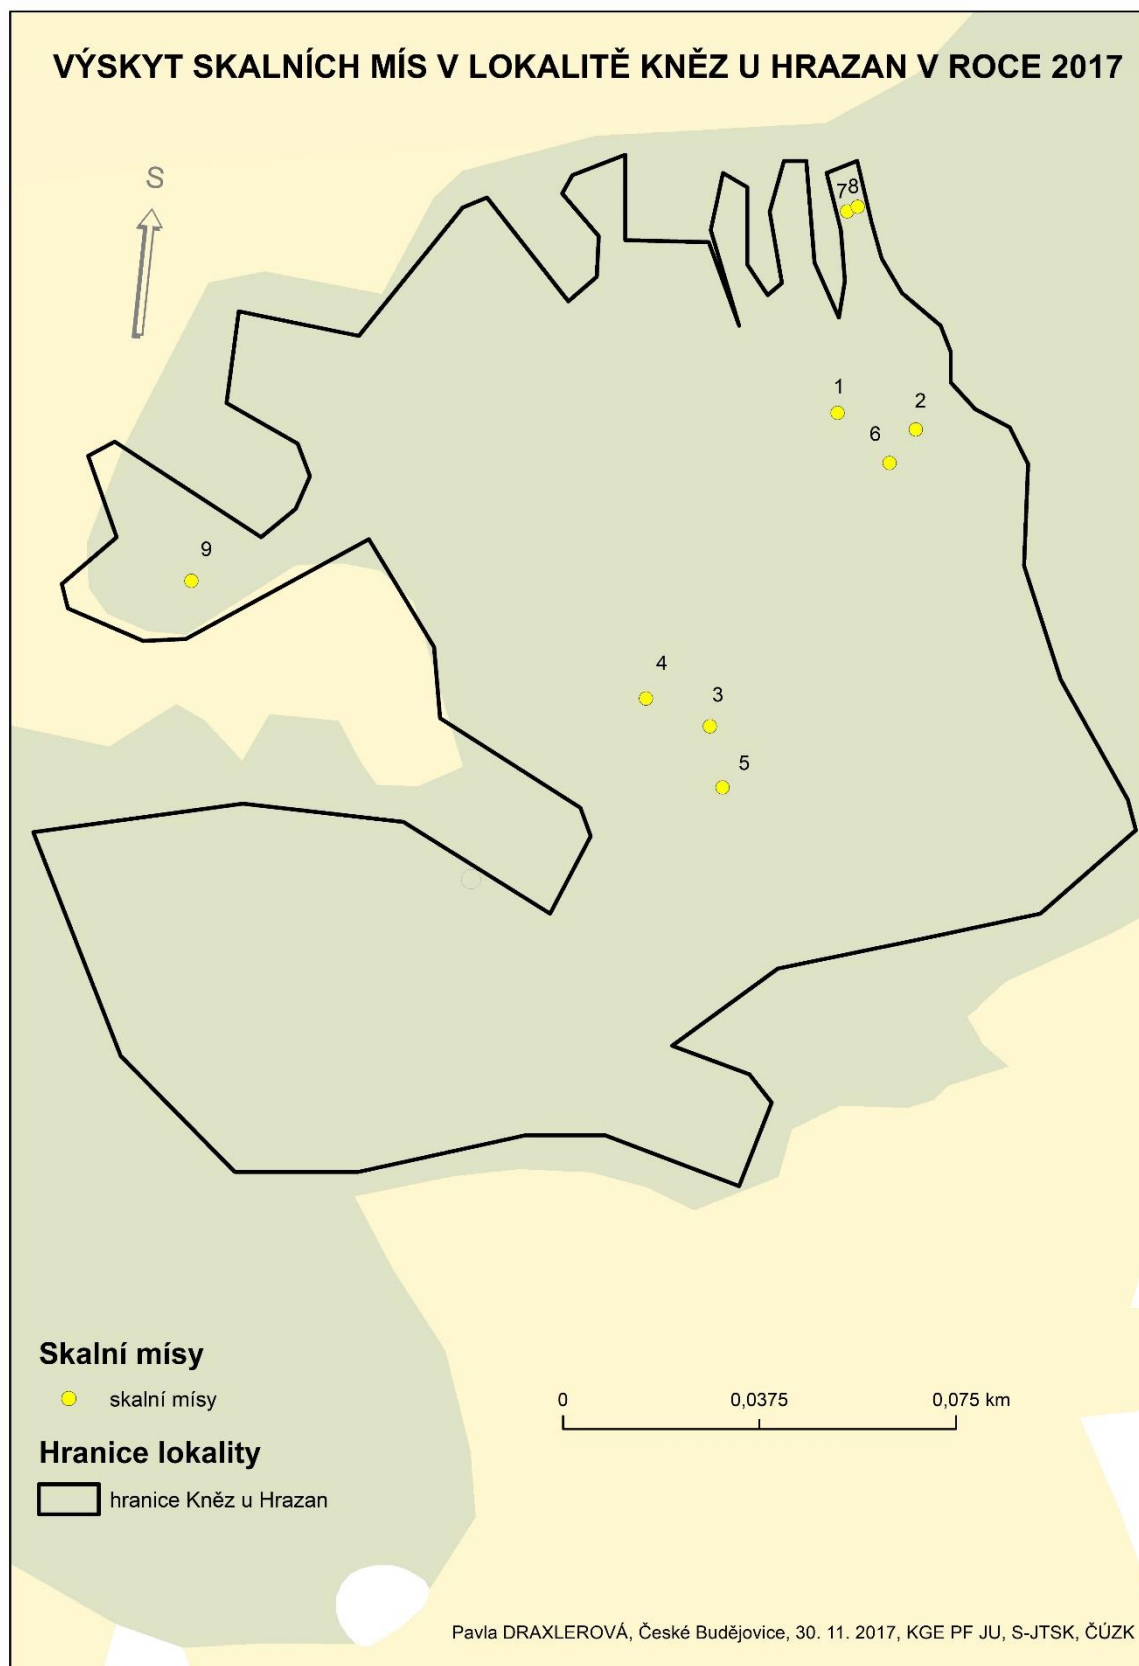 VÝSKYT SKALNÍCH MÍS V LOKALITĚ KNĚZ U HRAZAN V ROCE 2017
S
7 8
1
2
6
9
4
3
5
Skalní mísy
skalní mísy
0 0,0375 0,075 km
Hranice lokality
hranice Kněz u Hrazan
Pavla DRAXLEROVÁ, České Budějovice, 30. 11. 2017, KGE PF JU, S-JTSK, ČÚZK